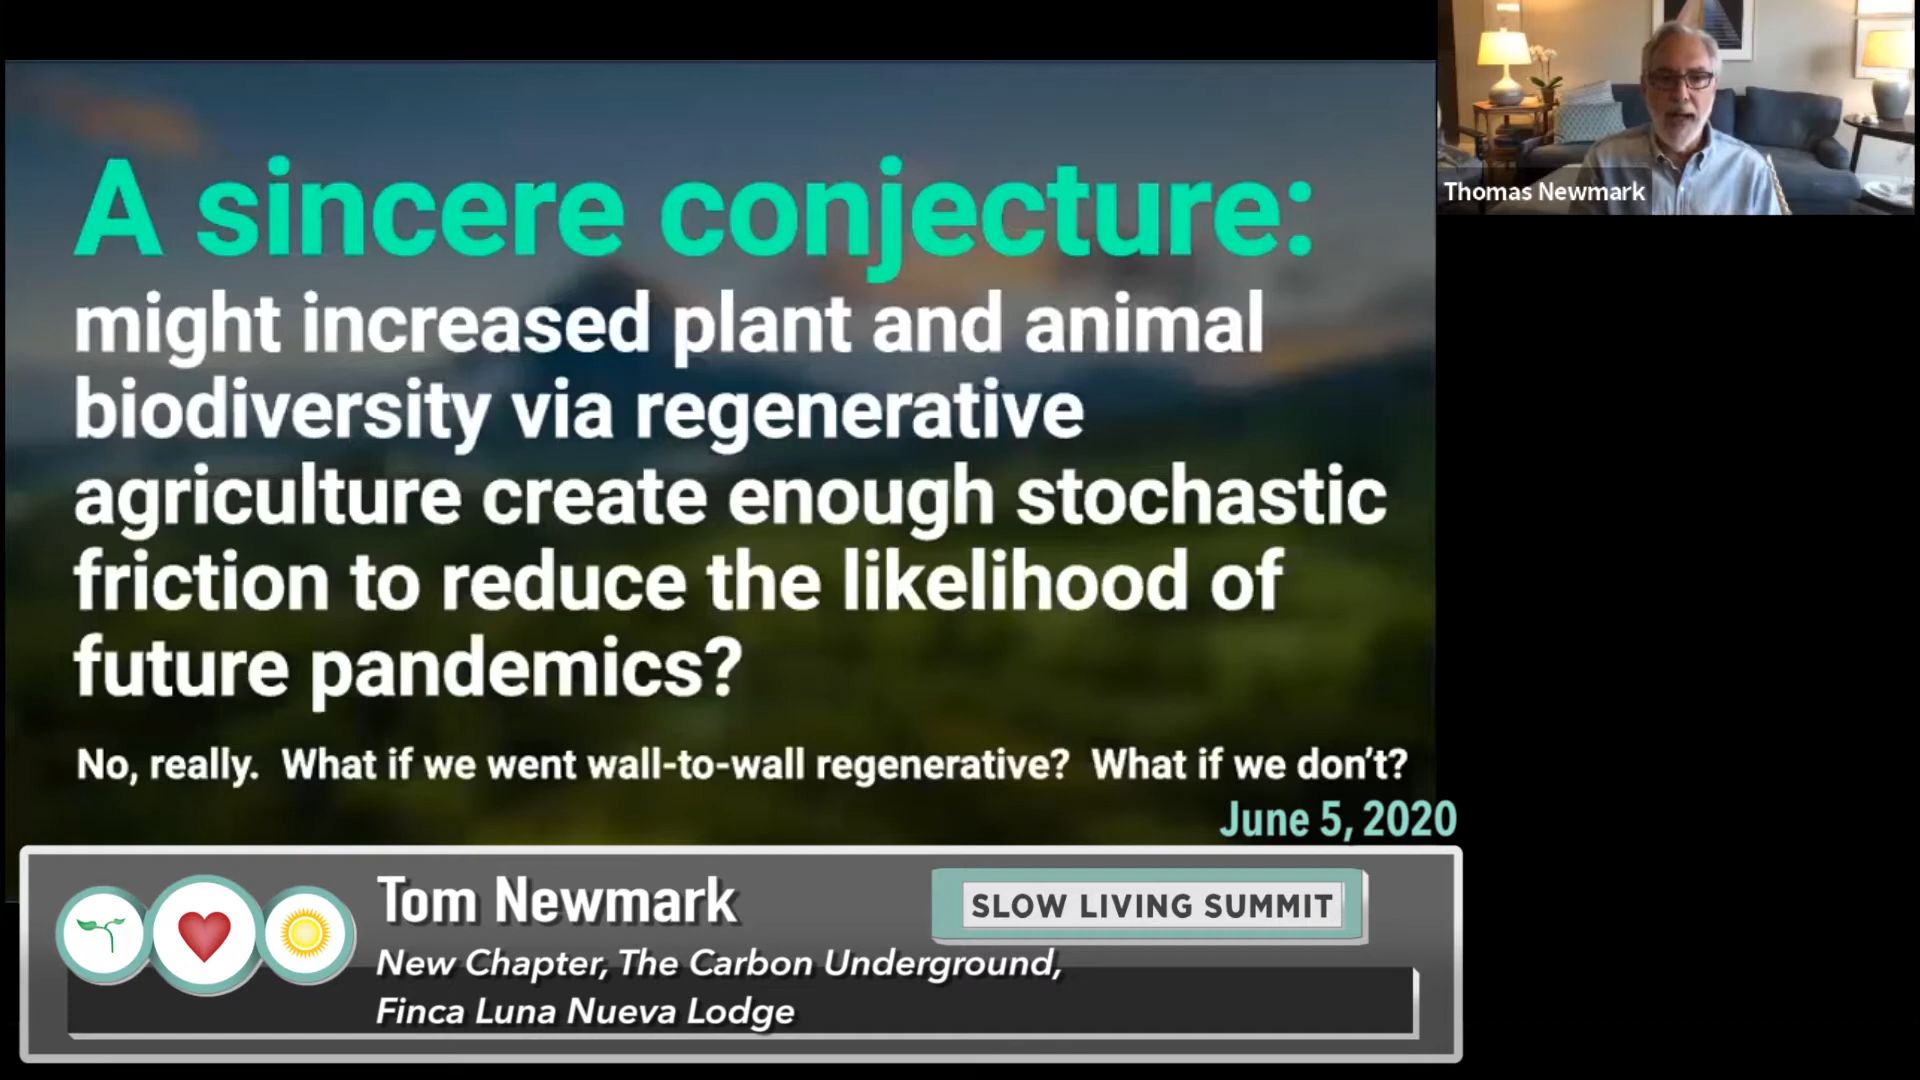 A sincere conjecture:
might increased plant and animal
biodiversity via regenerative
agriculture create enough stochastic
friction to reduce the likelihood of
future pandemics?
No, really. What if we went wall-to-wall regenerative? What if we don't?
Thomas Newmark
June 5, 2020
Tom Newmark
SLOW LIVING SUMMIT
New Chapter, The Carbon Underground,
Finca Luna Nueva Lodge